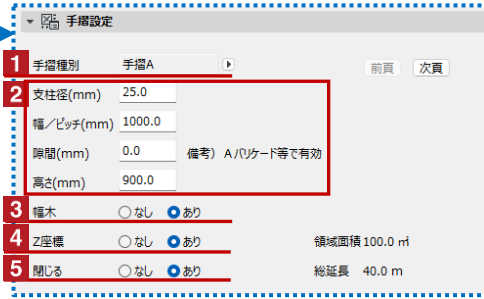 手摺設定
1 手摺種別 手摺A 前頁 次頁
2 支柱径(mm) 25.0
幅/ピッチ(mm) 1000.0
隙間(mm) 0.0 備考) Aバリケード等で有効
高さ(mm) 900.0
3 幅木 なし あり
4 Z座標 なし あり 領域面積 100.0 ㎡
5 閉じる なし あり 総延長 40.0 m